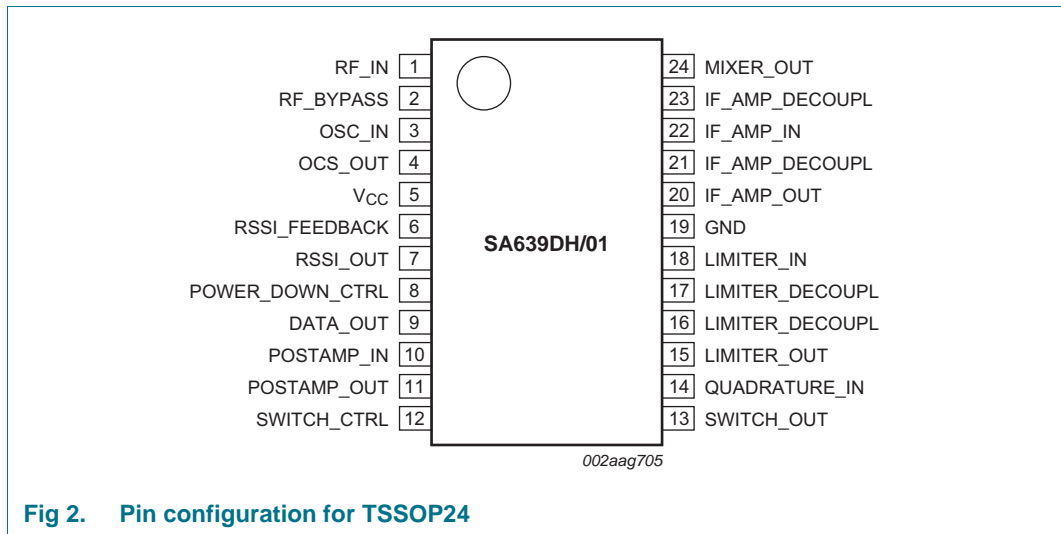 RF_IN 1
RF_BYPASS 2
OSC_IN 3
OCS_OUT 4
VCC 5
RSSI_FEEDBACK 6
RSSI_OUT 7
POWER_DOWN_CTRL 8
DATA_OUT 9
POSTAMP_IN 10
POSTAMP_OUT 11
SWITCH_CTRL 12
SA639DH/01
24 MIXER_OUT
23 IF_AMP_DECOUPL
22 IF_AMP_IN
21 IF_AMP_DECOUPL
20 IF_AMP_OUT
19 GND
18 LIMITER_IN
17 LIMITER_DECOUPL
16 LIMITER_DECOUPL
15 LIMITER_OUT
14 QUADRATURE_IN
13 SWITCH_OUT
002aag705
Fig 2. Pin configuration for TSSOP24